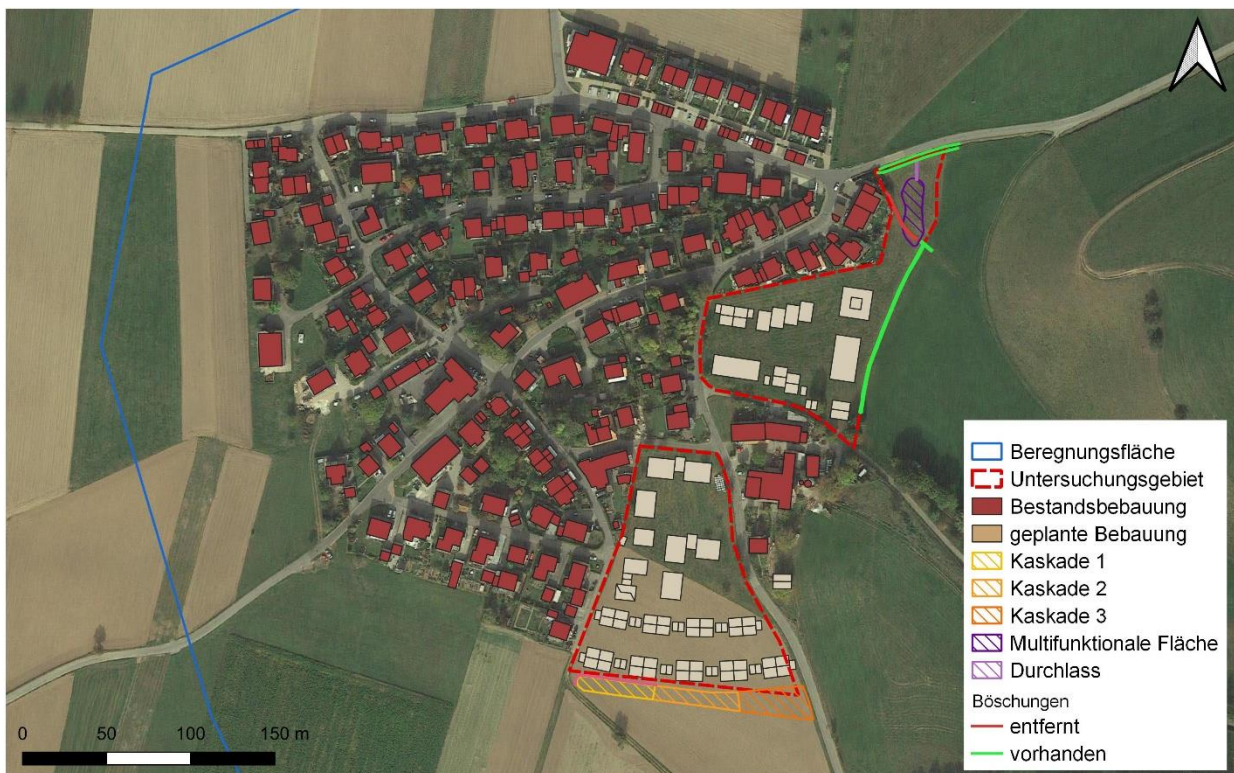 Beregnungsfläche
Untersuchungsgebiet
Bestandsbebauung
geplante Bebauung
Kaskade 1
Kaskade 2
Kaskade 3
Multifunktionale Fläche
Durchlass
Böschungen
entfernt
vorhanden
0 50 100 150 m